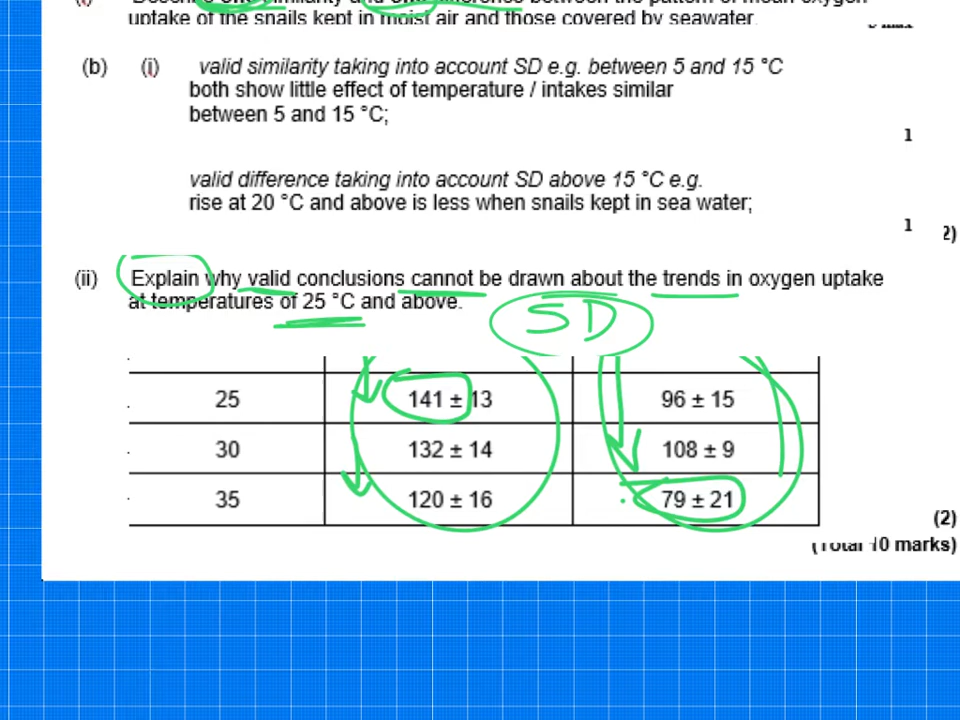 uptake of the snails kept in moist air and those covered by seawater.
(b) (i) valid similarity taking into account SD e.g. between 5 and 15 °C
both show little effect of temperature / intakes similar
between 5 and 15 °C;
1
valid difference taking into account SD above 15 °C e.g.
rise at 20 °C and above is less when snails kept in sea water;
1
2)
(ii) Explain why valid conclusions cannot be drawn about the trends in oxygen uptake
at temperatures of 25 °C and above.
SD
25 141 ± 13 96 ± 15
30 132 ± 14 108 ± 9
35 120 ± 16 79 ± 21
(2)
(Total 10 marks)